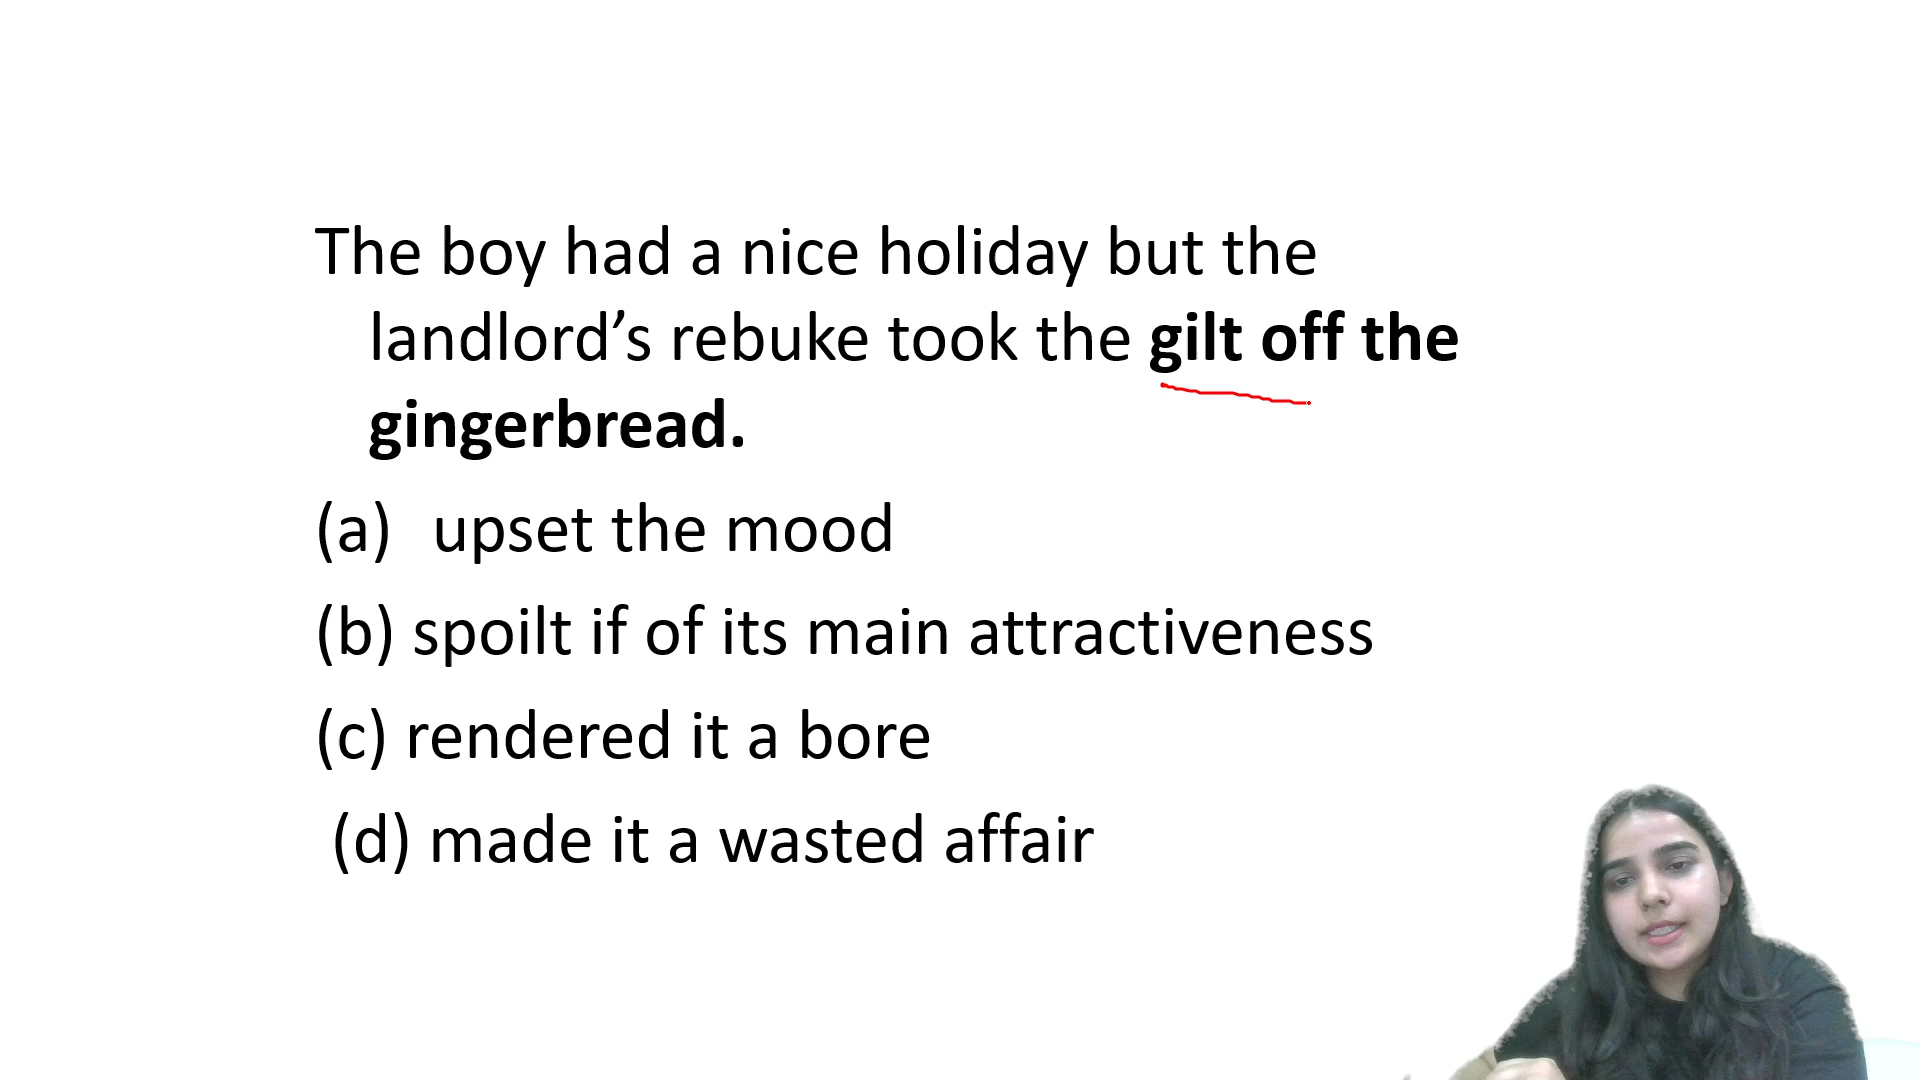 The boy had a nice holiday but the
landlord’s rebuke took the gilt off the
gingerbread.
(a) upset the mood
(b) spoilt if of its main attractiveness
(c) rendered it a bore
(d) made it a wasted affair